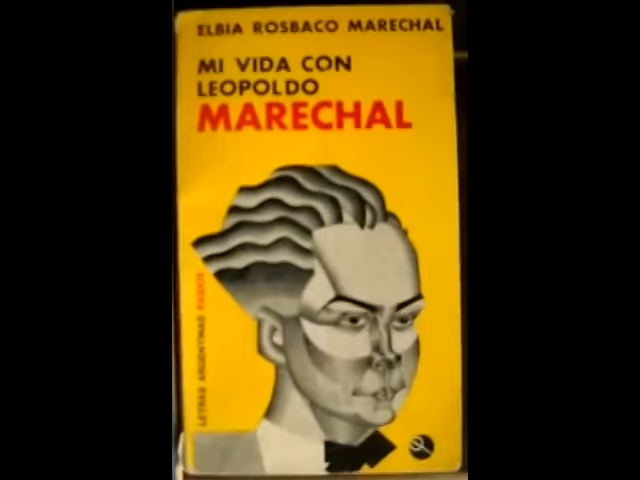 ELBIA ROSBACO MARECHAL
MI VIDA CON
LEOPOLDO
MARECHAL
LETRAS ARGENTINAS PAIDOS